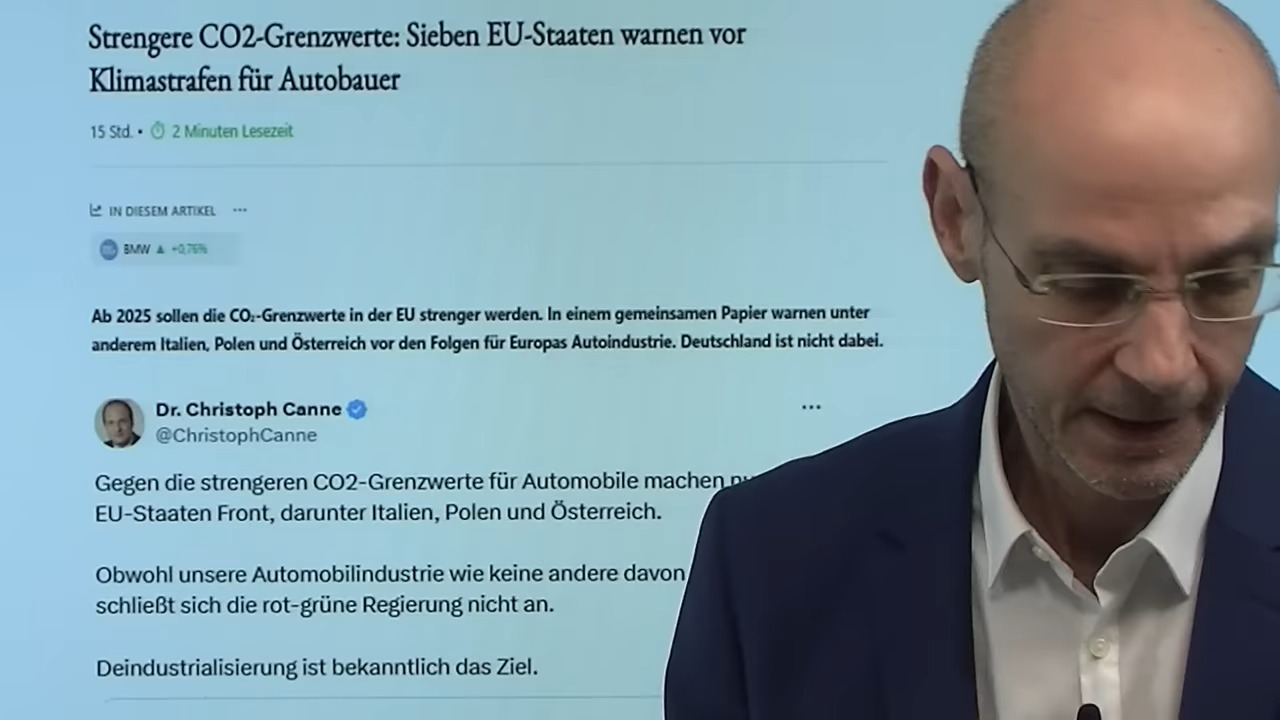 Strengere CO2-Grenzwerte: Sieben EU-Staaten warnen vor
Klimastrafen für Autobauer
15 Std. • 2 Minuten Lesezeit
IN DIESEM ARTIKEL ...
BMW ▲ +0,76%
Ab 2025 sollen die CO₂-Grenzwerte in der EU strenger werden. In einem gemeinsamen Papier warnen unter
anderem Italien, Polen und Österreich vor den Folgen für Europas Autoindustrie. Deutschland ist nicht dabei.
Dr. Christoph Canne
@ChristophCanne
Gegen die strengeren CO2-Grenzwerte für Automobile machen
EU-Staaten Front, darunter Italien, Polen und Österreich.
Obwohl unsere Automobilindustrie wie keine andere davon
schließt sich die rot-grüne Regierung nicht an.
Deindustrialisierung ist bekanntlich das Ziel.